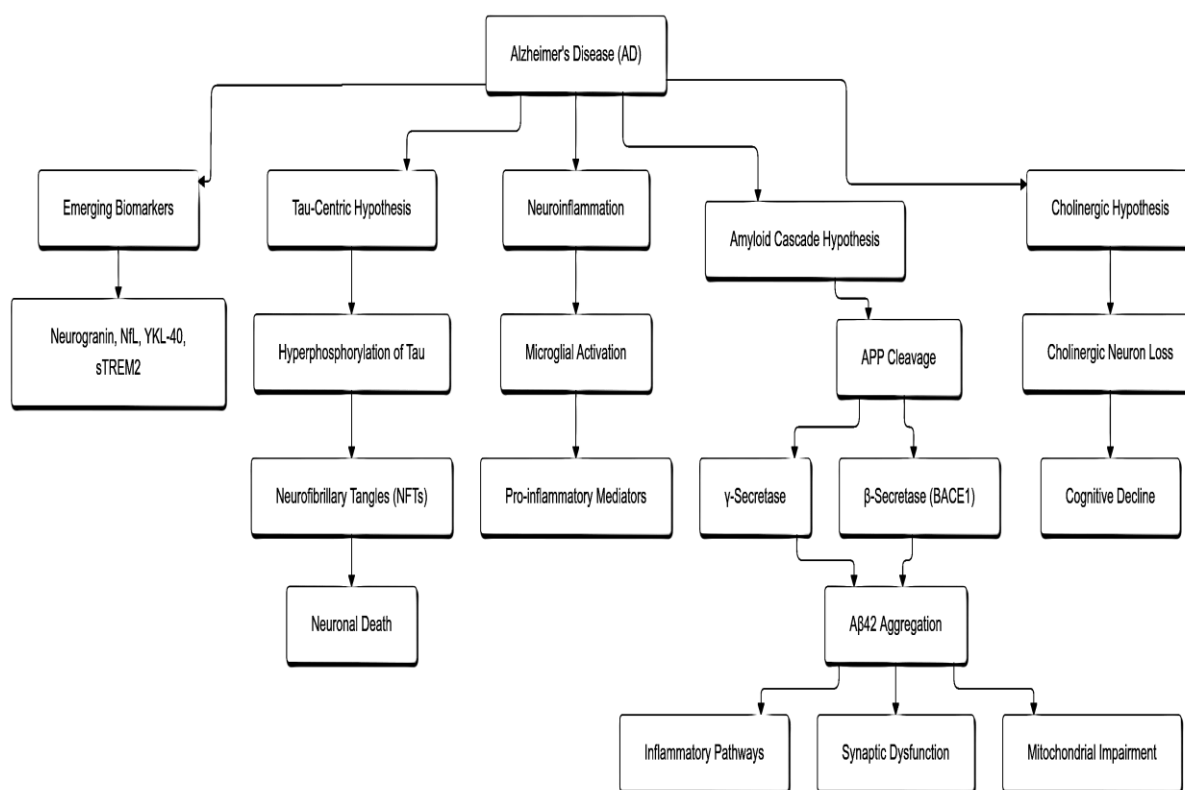 Alzheimer's Disease (AD)
Emerging Biomarkers
Tau-Centric Hypothesis
Neuroinflammation
Amyloid Cascade Hypothesis
Cholinergic Hypothesis
Neurogranin, NfL, YKL-40,
sTREM2
Hyperphosphorylation of Tau
Microglial Activation
APP Cleavage
Cholinergic Neuron Loss
Neurofibrillary Tangles (NFTs)
Pro-inflammatory Mediators
γ-Secretase
β-Secretase (BACE1)
Cognitive Decline
Neuronal Death
Aβ42 Aggregation
Inflammatory Pathways
Synaptic Dysfunction
Mitochondrial Impairment